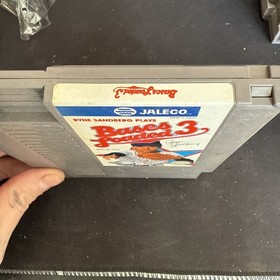 Bases Loaded 3
JALECO
RYNE SANDBERG PLAYS
Bases
Loaded 3